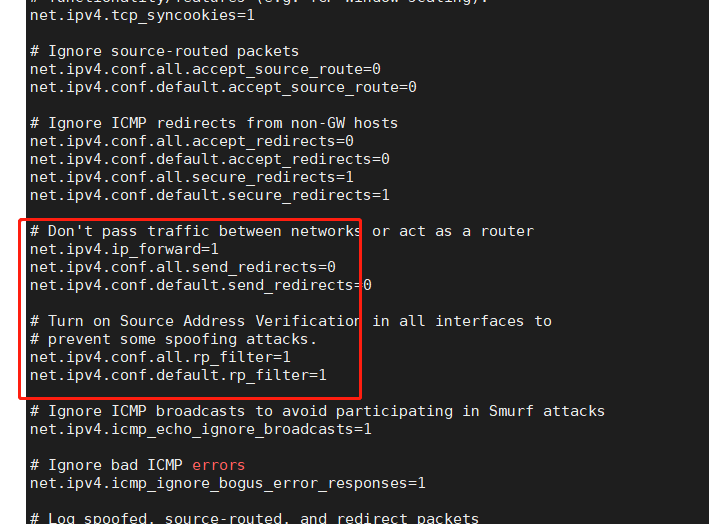 # functionality/features (e.g. TCP window scaling).
net.ipv4.tcp_syncookies=1
# Ignore source-routed packets
net.ipv4.conf.all.accept_source_route=0
net.ipv4.conf.default.accept_source_route=0
# Ignore ICMP redirects from non-GW hosts
net.ipv4.conf.all.accept_redirects=0
net.ipv4.conf.default.accept_redirects=0
net.ipv4.conf.all.secure_redirects=1
net.ipv4.conf.default.secure_redirects=1
# Don't pass traffic between networks or act as a router
net.ipv4.ip_forward=1
net.ipv4.conf.all.send_redirects=0
net.ipv4.conf.default.send_redirects=0
# Turn on Source Address Verification in all interfaces to
# prevent some spoofing attacks.
net.ipv4.conf.all.rp_filter=1
net.ipv4.conf.default.rp_filter=1
# Ignore ICMP broadcasts to avoid participating in Smurf attacks
net.ipv4.icmp_echo_ignore_broadcasts=1
# Ignore bad ICMP errors
net.ipv4.icmp_ignore_bogus_error_responses=1
# Log spoofed, source-routed, and redirect packets